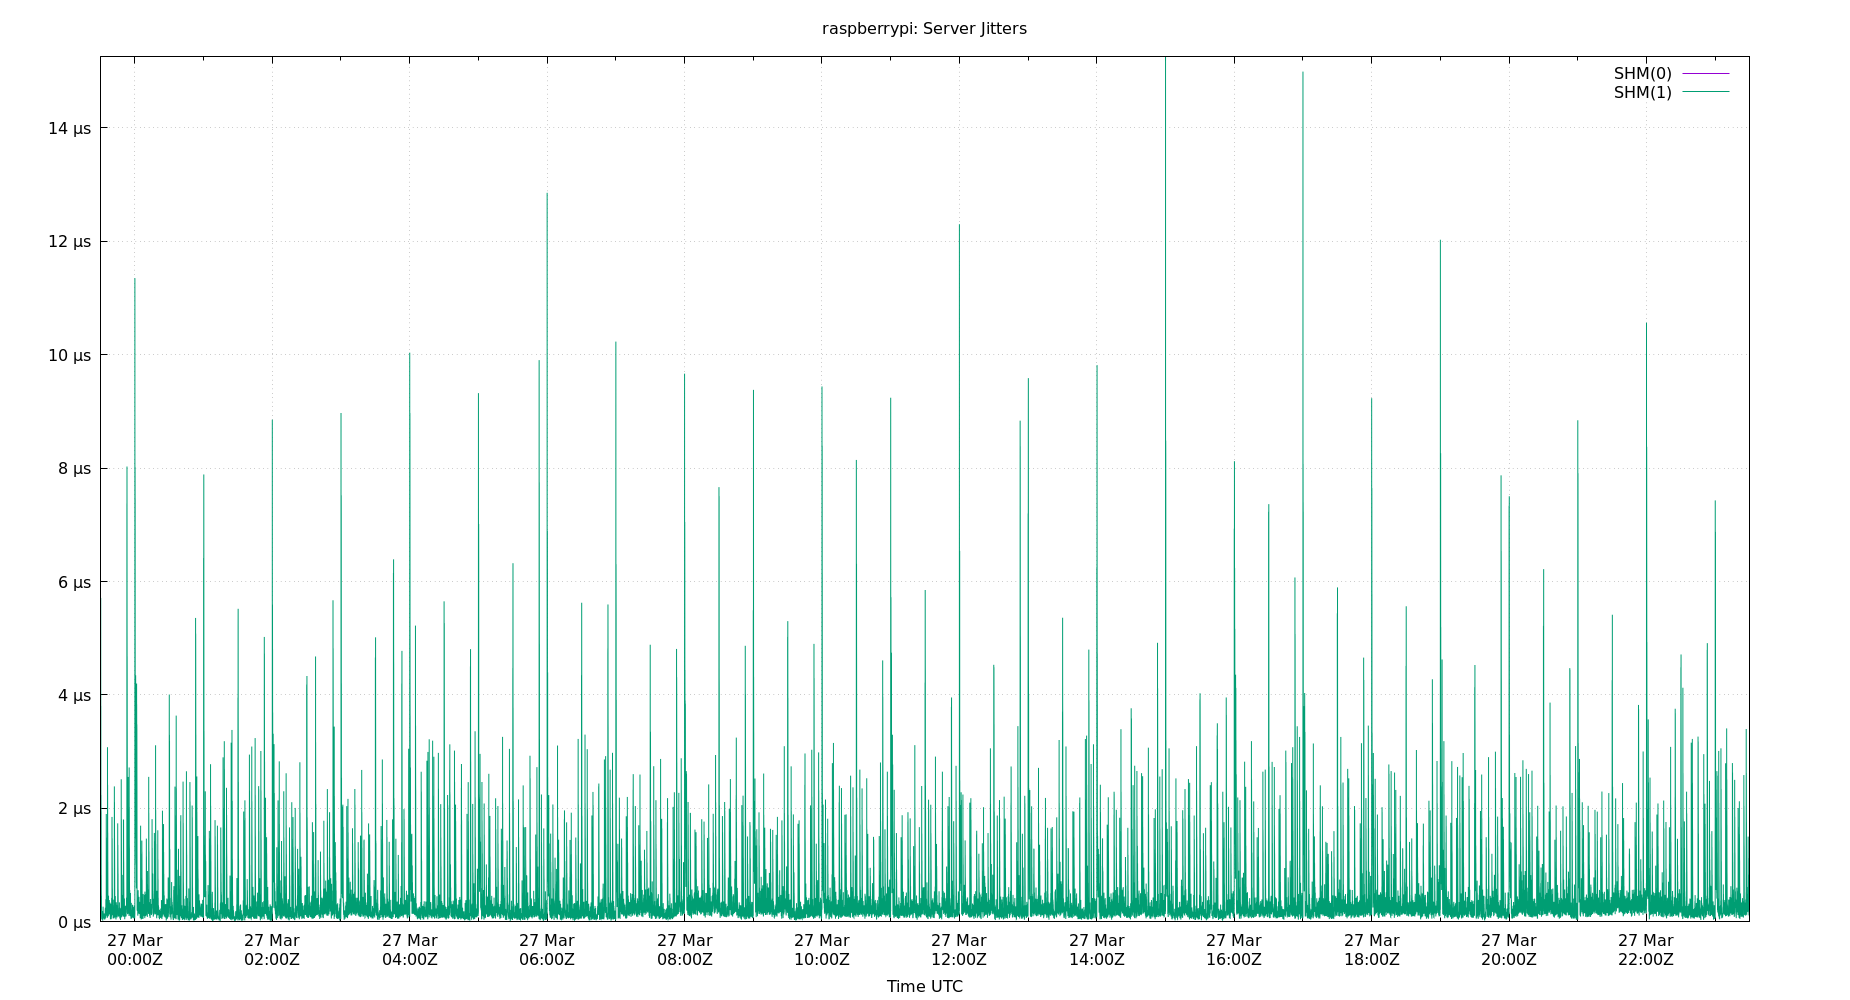 raspberrypi: Server Jitters
SHM(0)
SHM(1)
14 µs
12 µs
10 µs
8 µs
6 µs
4 µs
2 µs
0 µs
27 Mar 27 Mar 27 Mar 27 Mar 27 Mar 27 Mar 27 Mar 27 Mar 27 Mar 27 Mar 27 Mar 27 Mar
00:00Z 02:00Z 04:00Z 06:00Z 08:00Z 10:00Z 12:00Z 14:00Z 16:00Z 18:00Z 20:00Z 22:00Z
Time UTC